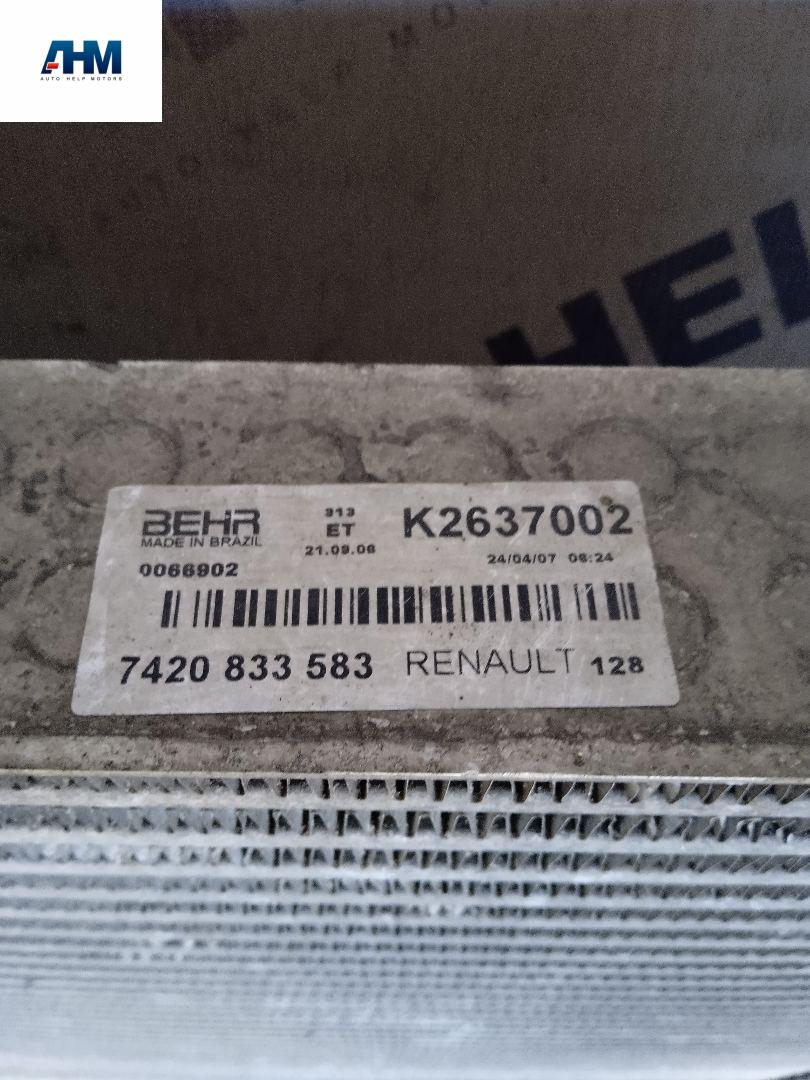 AHM
AUTO HELP MOTORS
HEL
BEHR 313 K2637002
MADE IN BRAZIL ET
21.09.06 24/04/07 06:24
0066902
7420 833 583 RENAULT 128